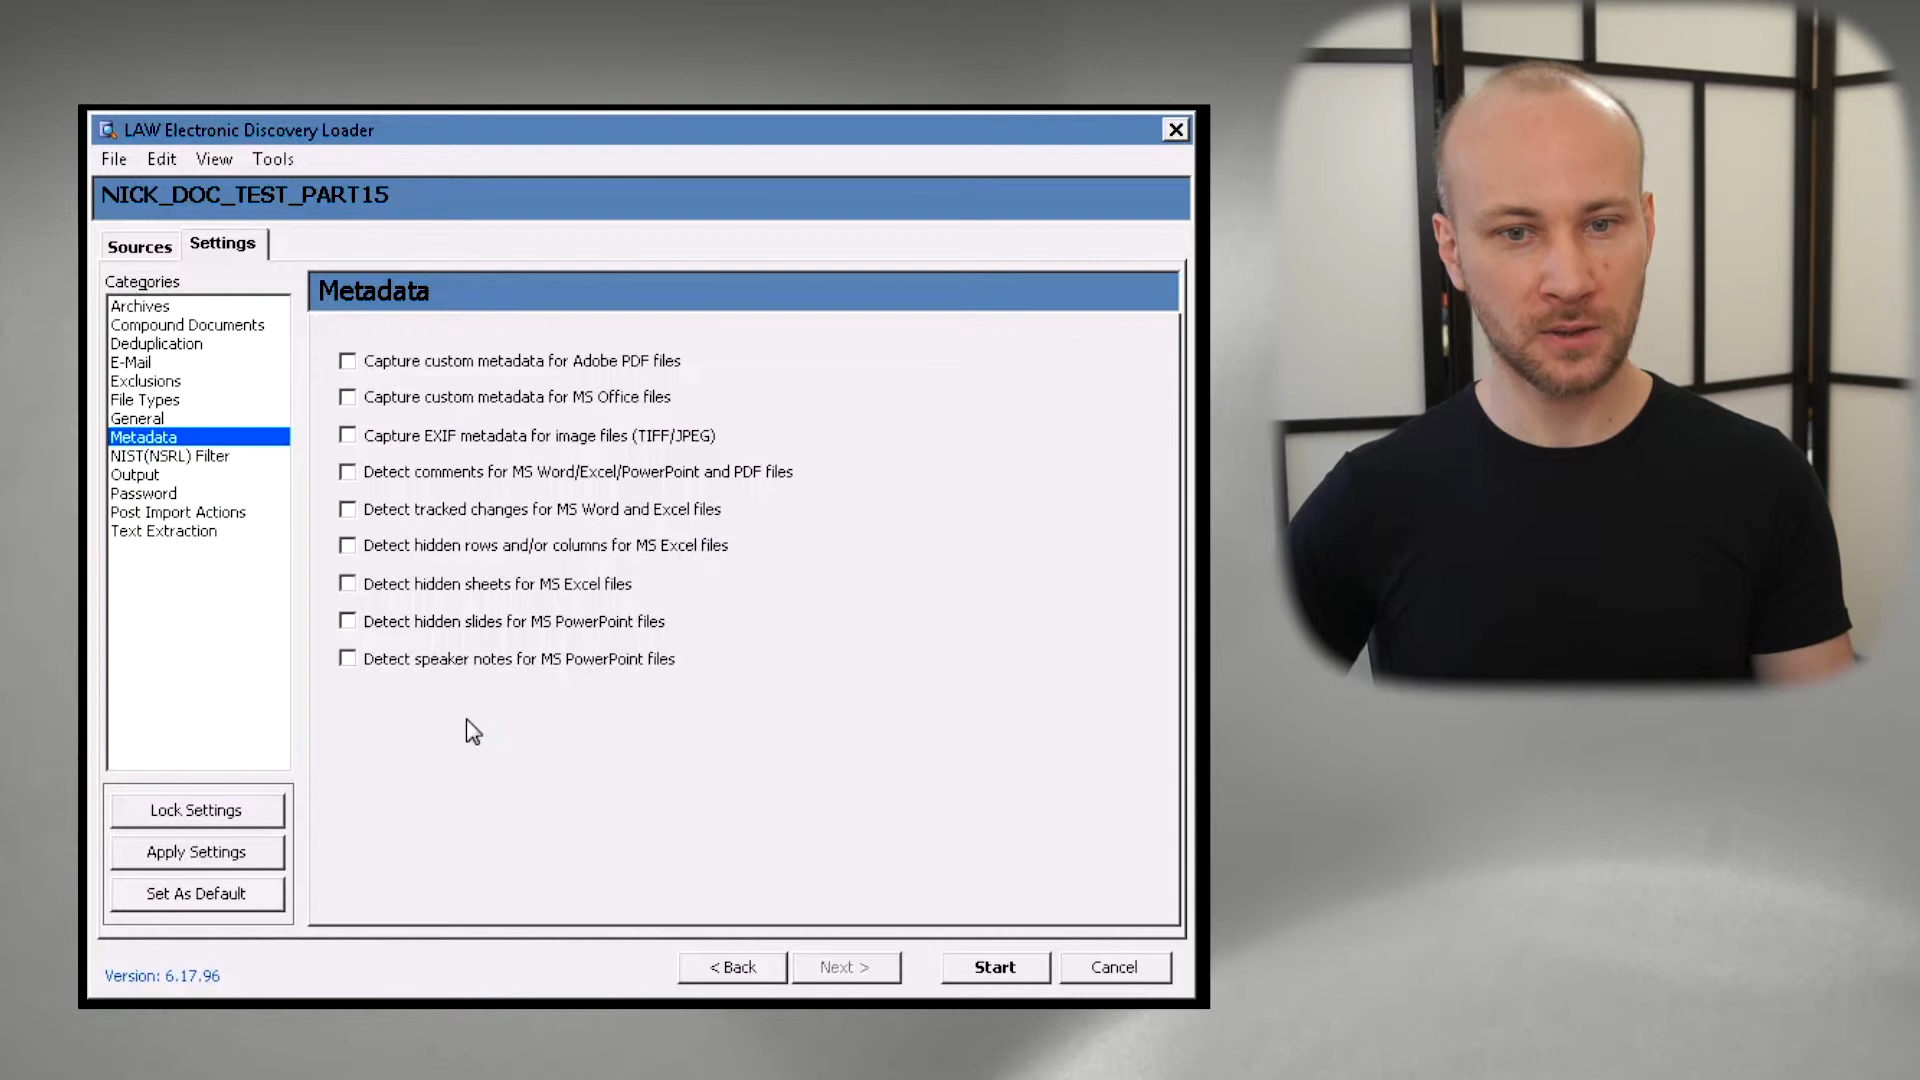 LAW Electronic Discovery Loader
File Edit View Tools
NICK_DOC_TEST_PART15
Sources Settings
Categories
Archives
Compound Documents
Deduplication
E-Mail
Exclusions
File Types
General
Metadata
NIST(NSRL) Filter
Output
Password
Post Import Actions
Text Extraction
Lock Settings
Apply Settings
Set As Default
Metadata
Capture custom metadata for Adobe PDF files
Capture custom metadata for MS Office files
Capture EXIF metadata for image files (TIFF/JPEG)
Detect comments for MS Word/Excel/PowerPoint and PDF files
Detect tracked changes for MS Word and Excel files
Detect hidden rows and/or columns for MS Excel files
Detect hidden sheets for MS Excel files
Detect hidden slides for MS PowerPoint files
Detect speaker notes for MS PowerPoint files
Version: 6.17.96
< Back Next > Start Cancel